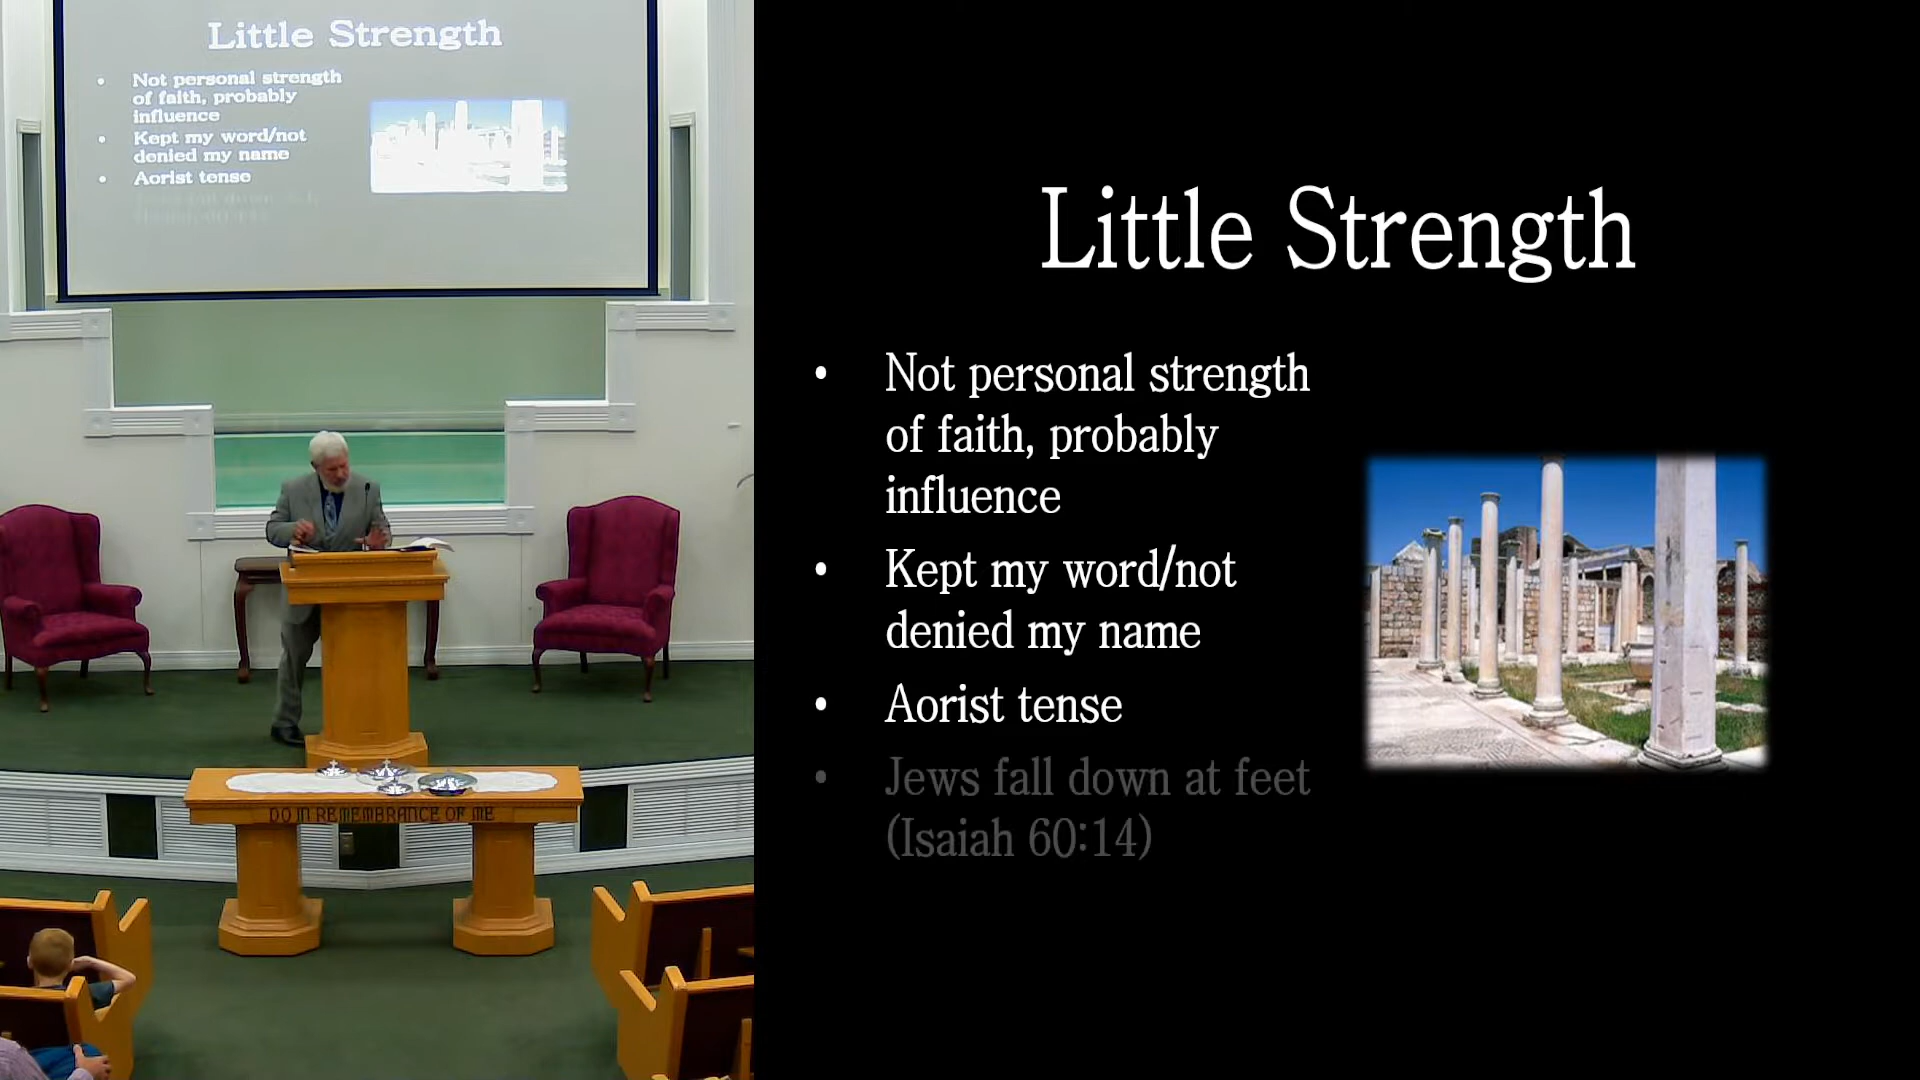 Little Strength
• Not personal strength
of faith, probably
influence
• Kept my word/not
denied my name
• Aorist tense
DO IN REMEMBRANCE OF ME
Little Strength
• Not personal strength
of faith, probably
influence
• Kept my word/not
denied my name
• Aorist tense
• Jews fall down at feet
(Isaiah 60:14)